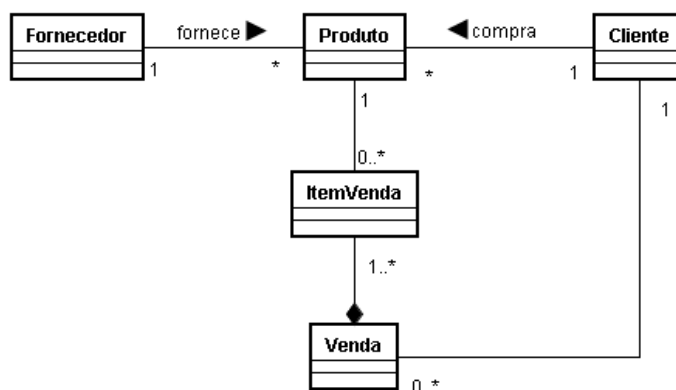 Fornecedor
fornece
Produto
compra
Cliente
1
*
*
1
1
1
0..*
ItemVenda
1..*
Venda
0..*